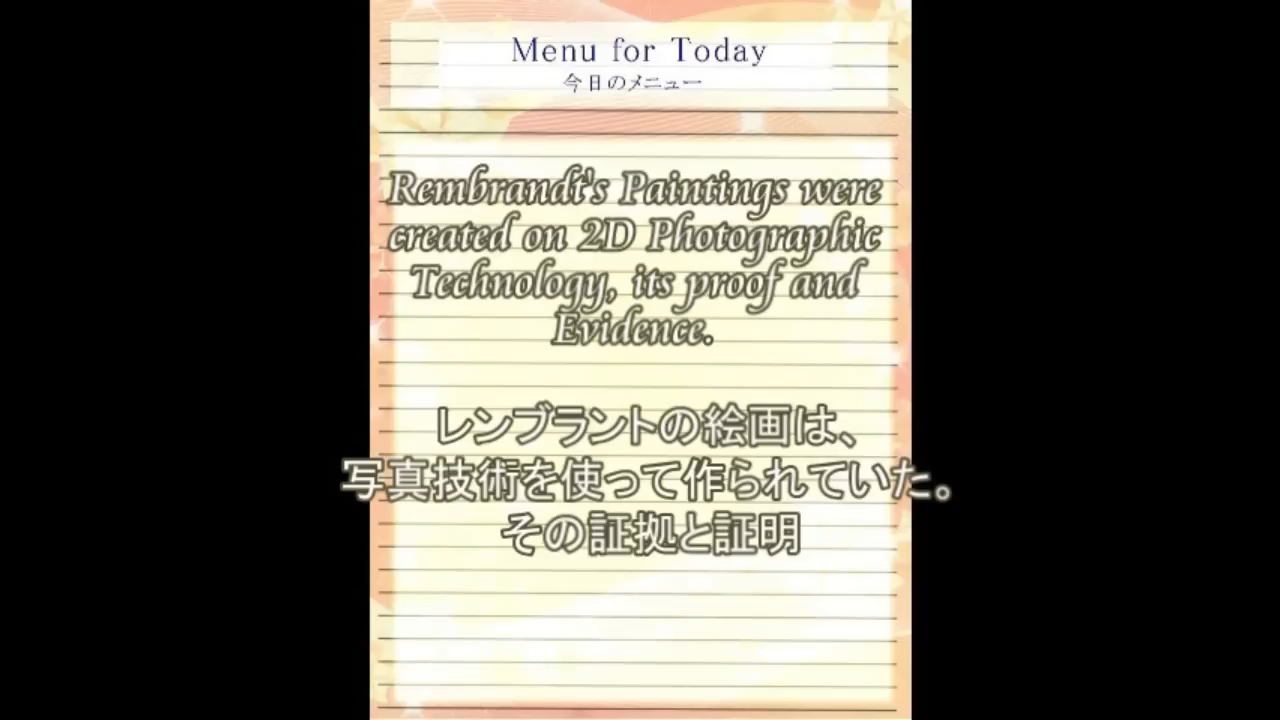 Menu for Today
今日のメニュー
Rembrandt's Paintings were
created on 2D Photographic
Technology, its proof and
Evidence.
レンブラントの絵画は、
写真技術を使って作られていた。
その証拠と証明